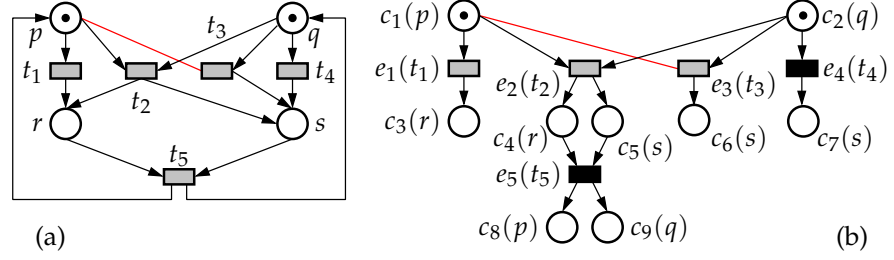 p t₃ q
t₁ t₂ t₄
r s
t₅
(a)
c₁(p) c₂(q)
e₁(t₁) e₂(t₂) e₃(t₃) e₄(t₄)
c₃(r) c₄(r) c₅(s) c₆(s) c₇(s)
e₅(t₅)
c₈(p) c₉(q)
(b)